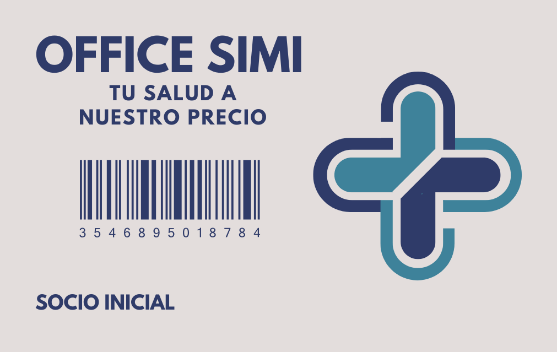 OFFICE SIMI
TU SALUD A
NUESTRO PRECIO
3546895018784
SOCIO INICIAL